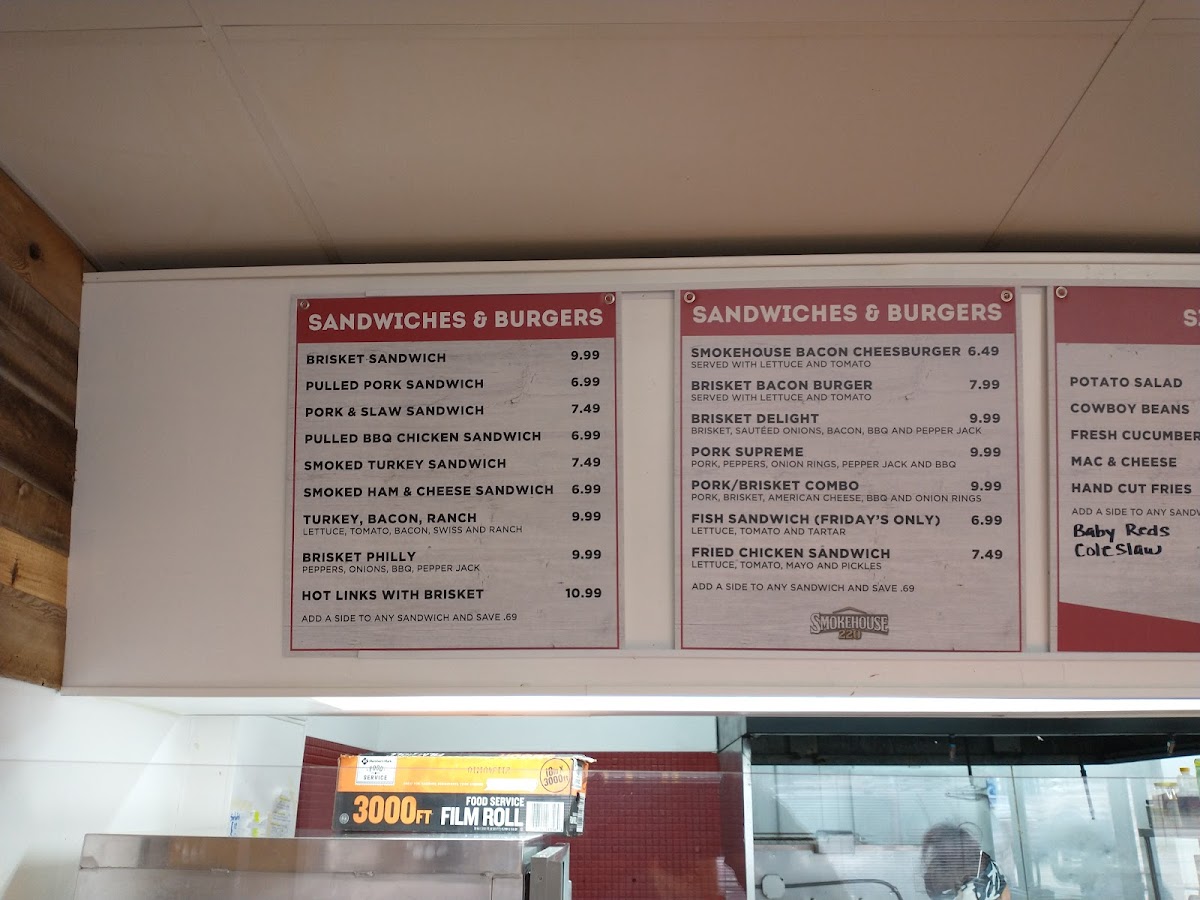 SANDWICHES & BURGERS
BRISKET SANDWICH 9.99
PULLED PORK SANDWICH 6.99
PORK & SLAW SANDWICH 7.49
PULLED BBQ CHICKEN SANDWICH 6.99
SMOKED TURKEY SANDWICH 7.49
SMOKED HAM & CHEESE SANDWICH 6.99
TURKEY, BACON, RANCH 9.99
LETTUCE, TOMATO, BACON, SWISS AND RANCH
BRISKET PHILLY 9.99
PEPPERS, ONIONS, BBQ, PEPPER JACK
HOT LINKS WITH BRISKET 10.99
ADD A SIDE TO ANY SANDWICH AND SAVE .69
SANDWICHES & BURGERS
SMOKEHOUSE BACON CHEESBURGER 6.49
SERVED WITH LETTUCE AND TOMATO
BRISKET BACON BURGER 7.99
SERVED WITH LETTUCE AND TOMATO
BRISKET DELIGHT 9.99
BRISKET, SAUTÉED ONIONS, BACON, BBQ AND PEPPER JACK
PORK SUPREME 9.99
PORK, PEPPERS, ONION RINGS, PEPPER JACK AND BBQ
PORK/BRISKET COMBO 9.99
PORK, BRISKET, AMERICAN CHEESE, BBQ AND ONION RINGS
FISH SANDWICH (FRIDAY'S ONLY) 6.99
LETTUCE, TOMATO AND TARTAR
FRIED CHICKEN SANDWICH 7.49
LETTUCE, TOMATO, MAYO AND PICKLES
ADD A SIDE TO ANY SANDWICH AND SAVE .69
SMOKEHOUSE
220
POTATO SALAD
COWBOY BEANS
FRESH CUCUMBER
MAC & CHEESE
HAND CUT FRIES
ADD A SIDE TO ANY
Baby Reds
Coleslaw
FOOD
SERVICE
3000FT
FOOD SERVICE
FILM ROLL